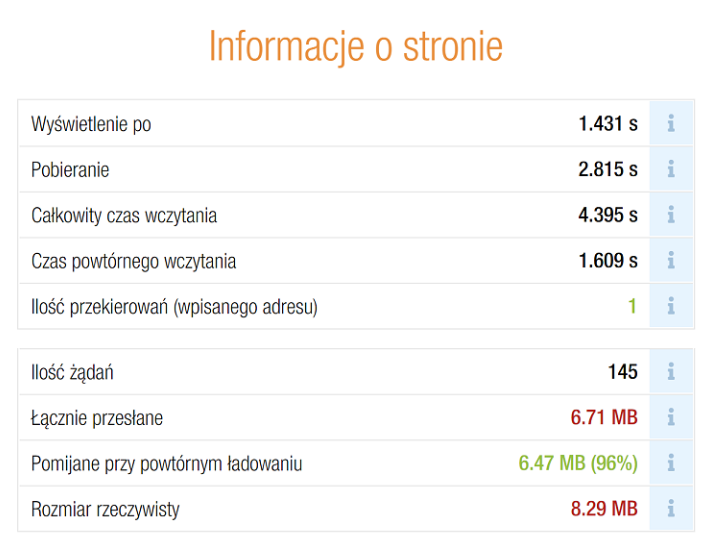 Informacje o stronie
Wyświetlenie po 1.431 s
Pobieranie 2.815 s
Całkowity czas wczytania 4.395 s
Czas powtórnego wczytania 1.609 s
Ilość przekierowań (wpisanego adresu) 1
Ilość żądań 145
Łącznie przesłane 6.71 MB
Pomijane przy powtórnym ładowaniu 6.47 MB (96%)
Rozmiar rzeczywisty 8.29 MB